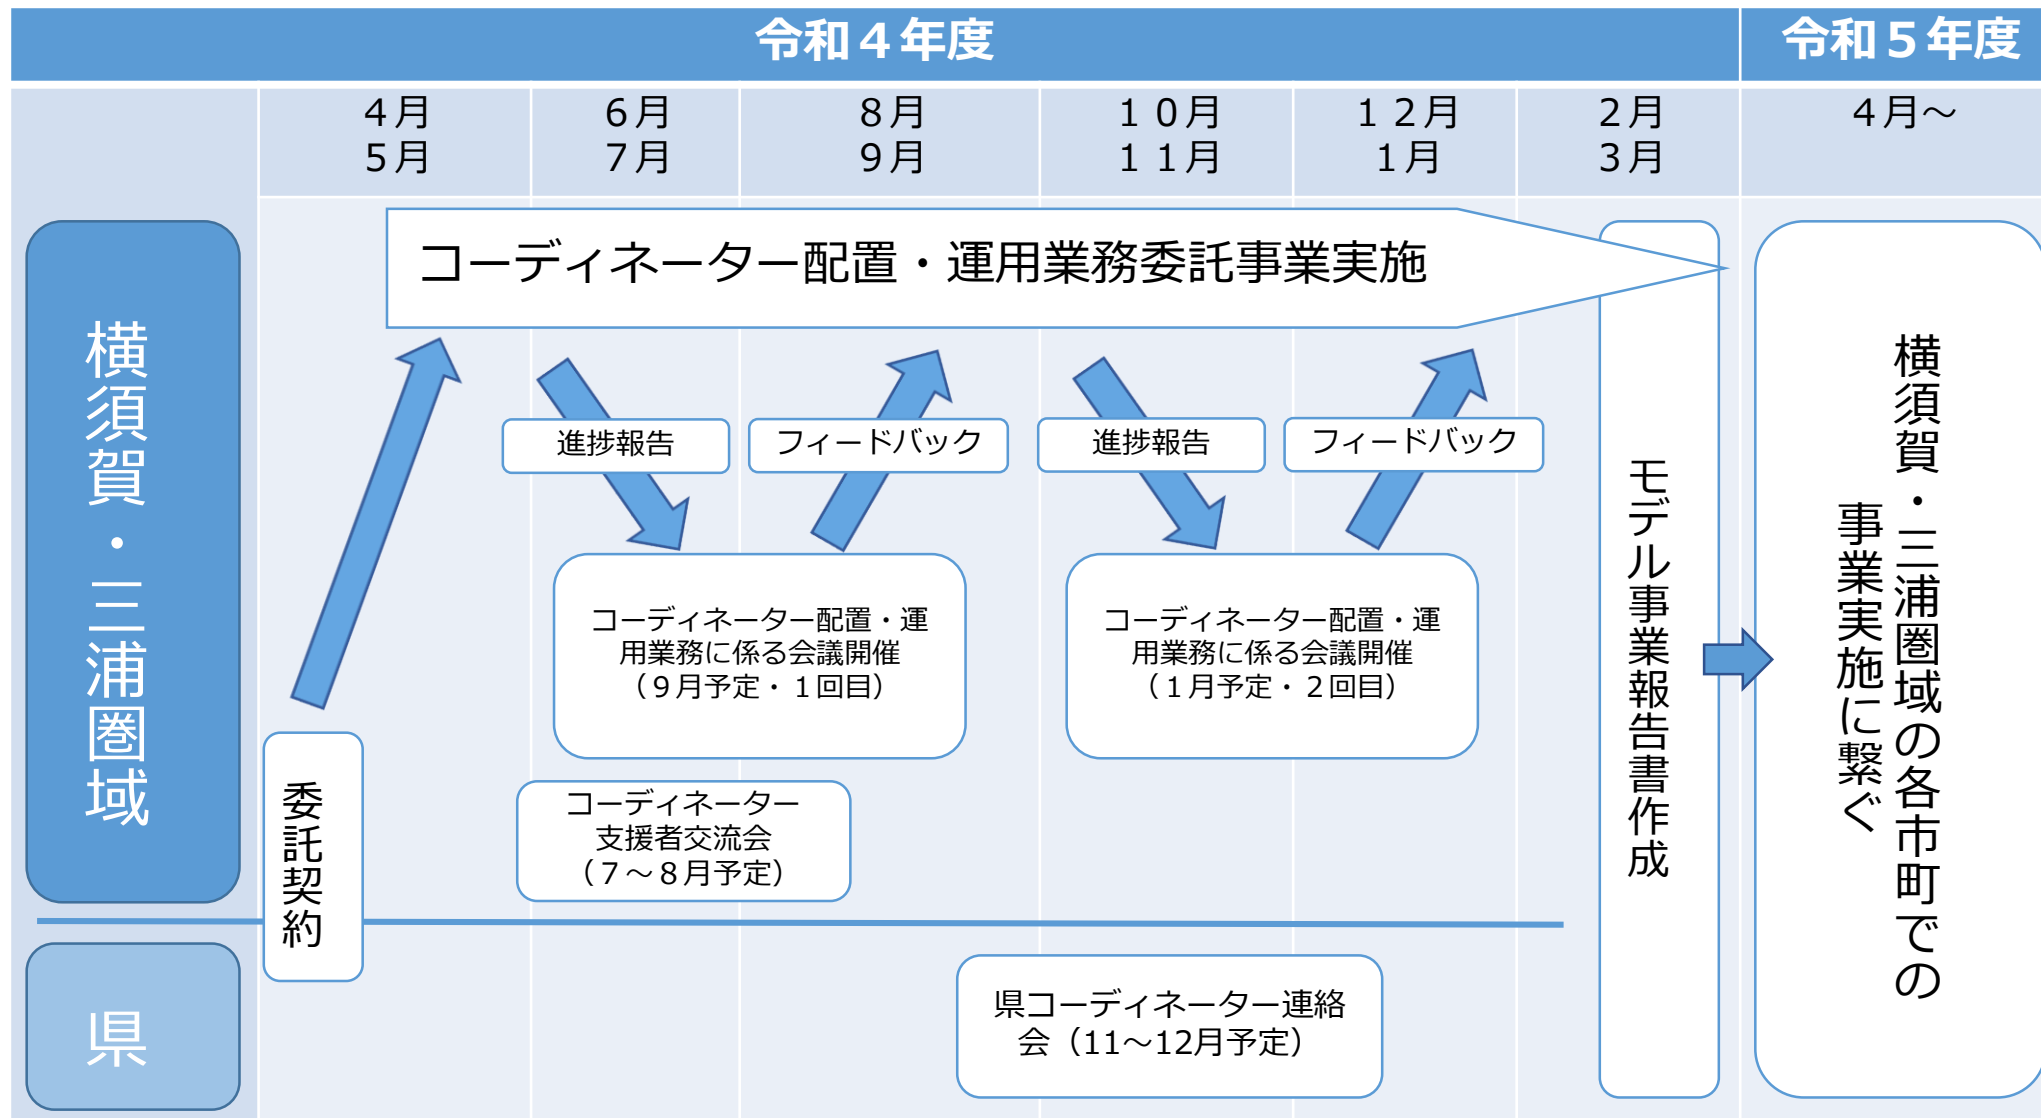 令和４年度
令和５年度
４月
５月
６月
７月
８月
９月
１０月
１１月
１２月
１月
２月
３月
４月～
横須賀・三浦圏域
コーディネーター配置・運用業務委託事業実施
進捗報告
フィードバック
進捗報告
フィードバック
コーディネーター配置・運
用業務に係る会議開催
（９月予定・１回目）
コーディネーター配置・運
用業務に係る会議開催
（１月予定・２回目）
委託契約
コーディネーター
支援者交流会
（７～８月予定）
モデル事業報告書作成
横須賀・三浦圏域の各市町での
事業実施に繋ぐ
県
県コーディネーター連絡
会（11～12月予定）